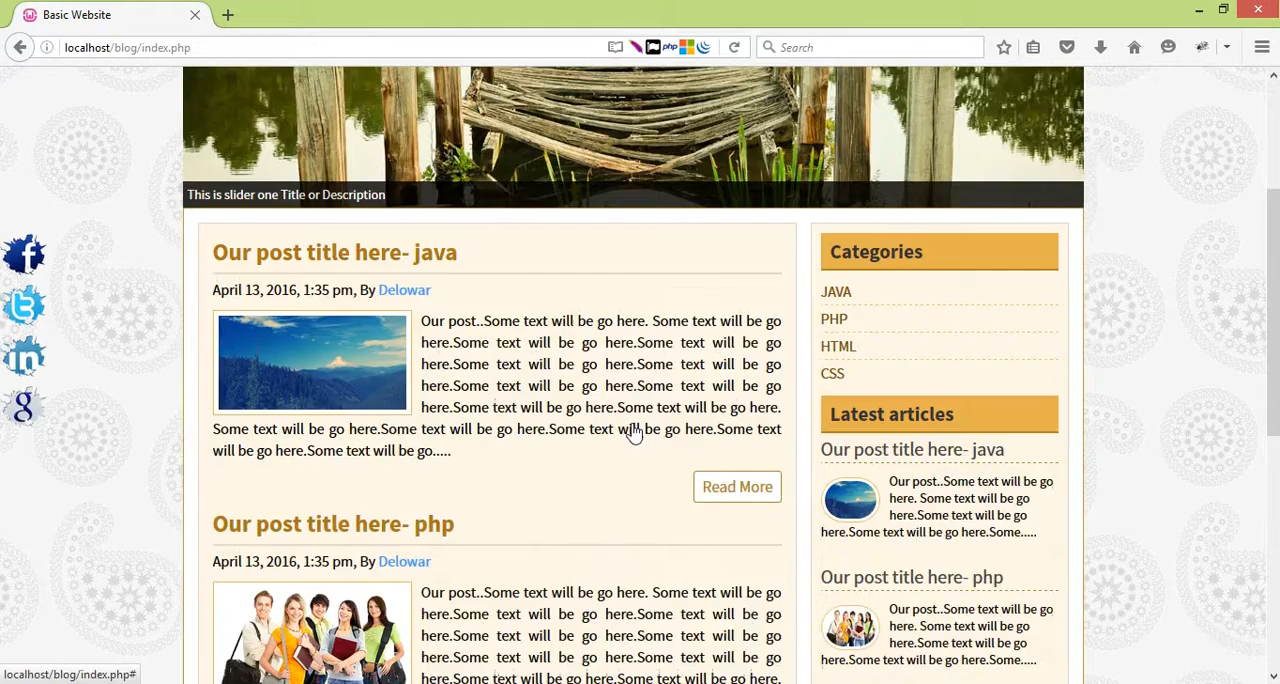 Basic Website
localhost/blog/index.php
php
Search
This is slider one Title or Description
Our post title here- java
April 13, 2016, 1:35 pm, By Delowar
Our post..Some text will be go here. Some text will be go
here.Some text will be go here.Some text will be go
here.Some text will be go here.Some text will be go
here.Some text will be go here.Some text will be go
here.Some text will be go here.Some text will be go here.
Some text will be go here.Some text will be go here.Some text will be go here.Some text
will be go here.Some text will be go.....
Read More
Our post title here- php
April 13, 2016, 1:35 pm, By Delowar
Our post..Some text will be go here. Some text will be go
here.Some text will be go here.Some text will be go
here.Some text will be go here.Some text will be go
here.Some text will be go here.Some text will be go
here.Some text will be go here.Some text will be go here.
Categories
JAVA
PHP
HTML
CSS
Latest articles
Our post title here- java
Our post..Some text will be go
here. Some text will be go
here.Some text will be go
here.Some text will be go here.Some.....
Our post title here- php
Our post..Some text will be go
here. Some text will be go
here.Some text will be go
here.Some text will be go here.Some.....
f
t
in
g
localhost/blog/index.php#